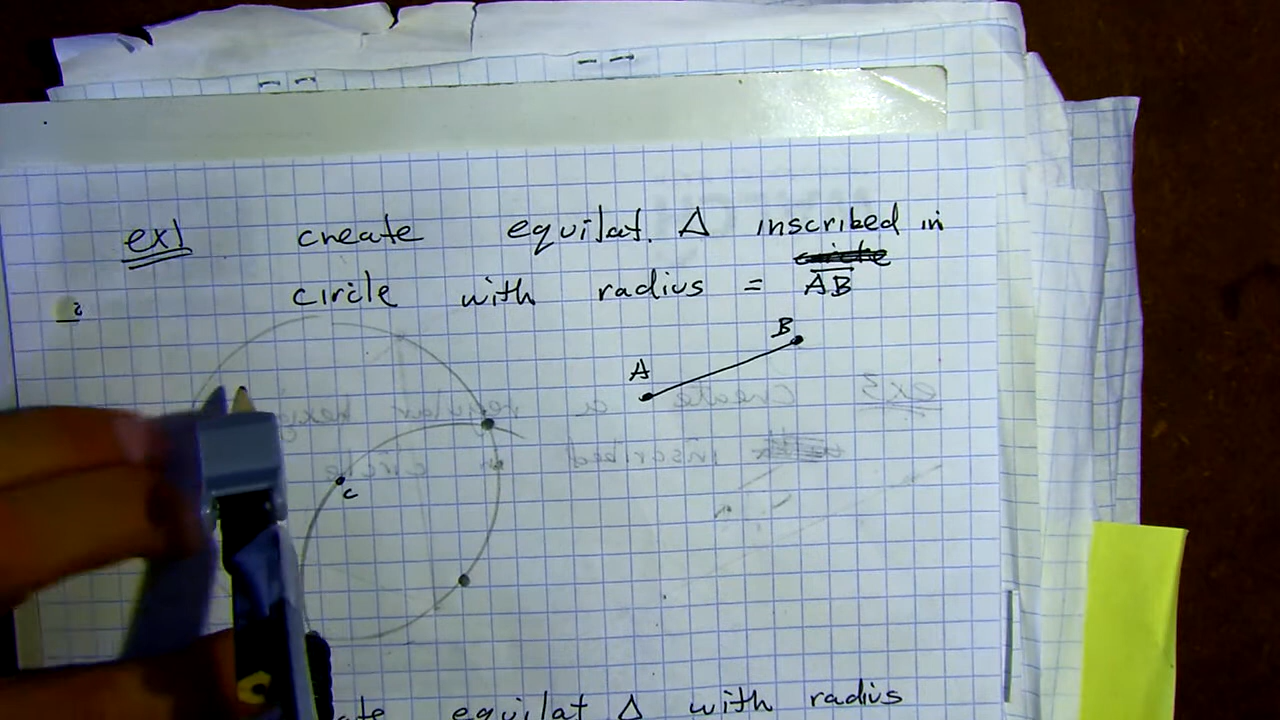 ex1 create equilat. Δ inscribed in
circle with radius = AB
A B
C
equilat Δ with radius